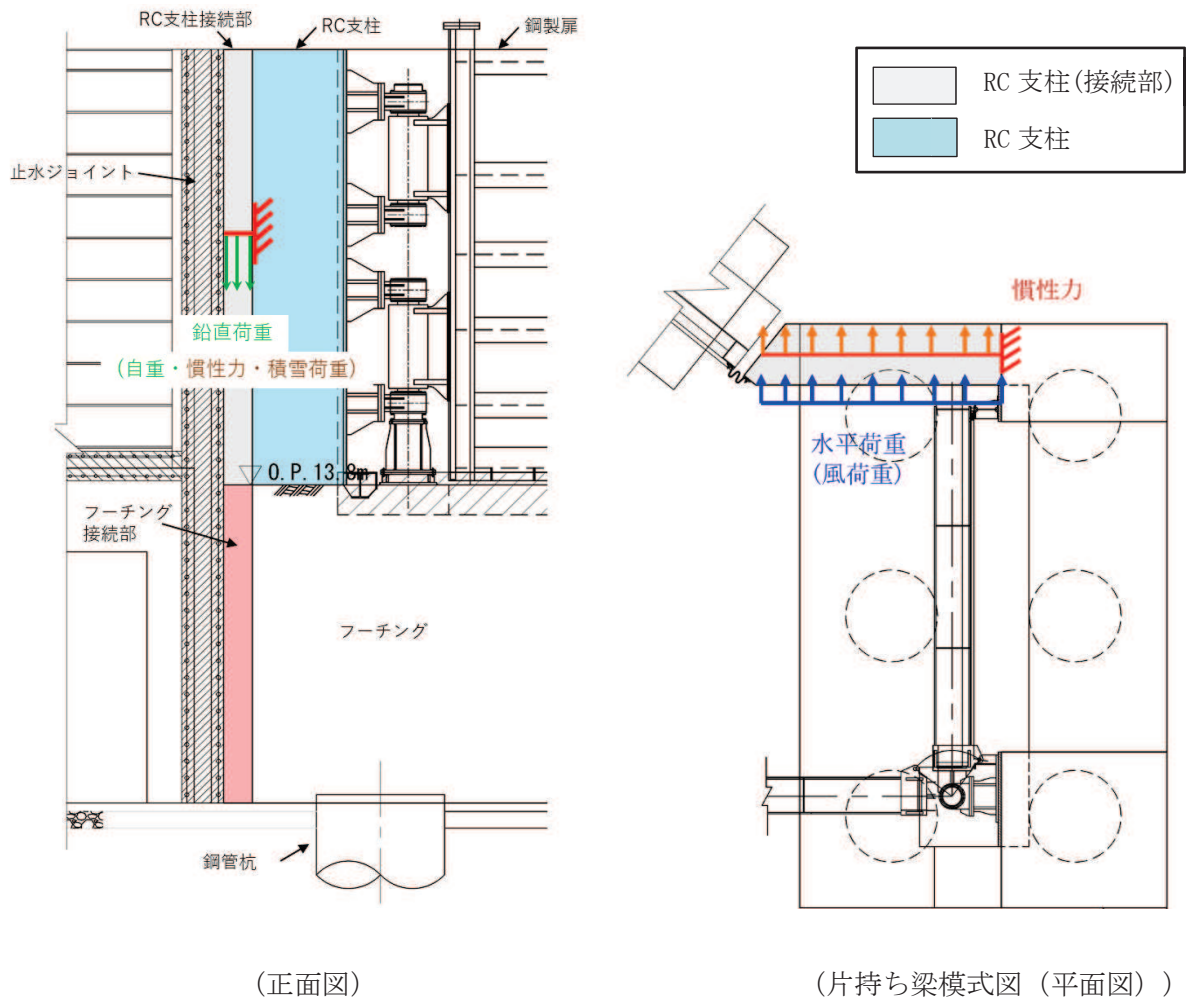 RC支柱接続部
RC支柱
鋼製扉
止水ジョイント
鉛直荷重
(自重・慣性力・積雪荷重)
O.P.13.8m
フーチング
接続部
フーチング
鋼管杭
(正面図)
RC 支柱(接続部)
RC 支柱
慣性力
水平荷重
(風荷重)
(片持ち梁模式図(平面図))